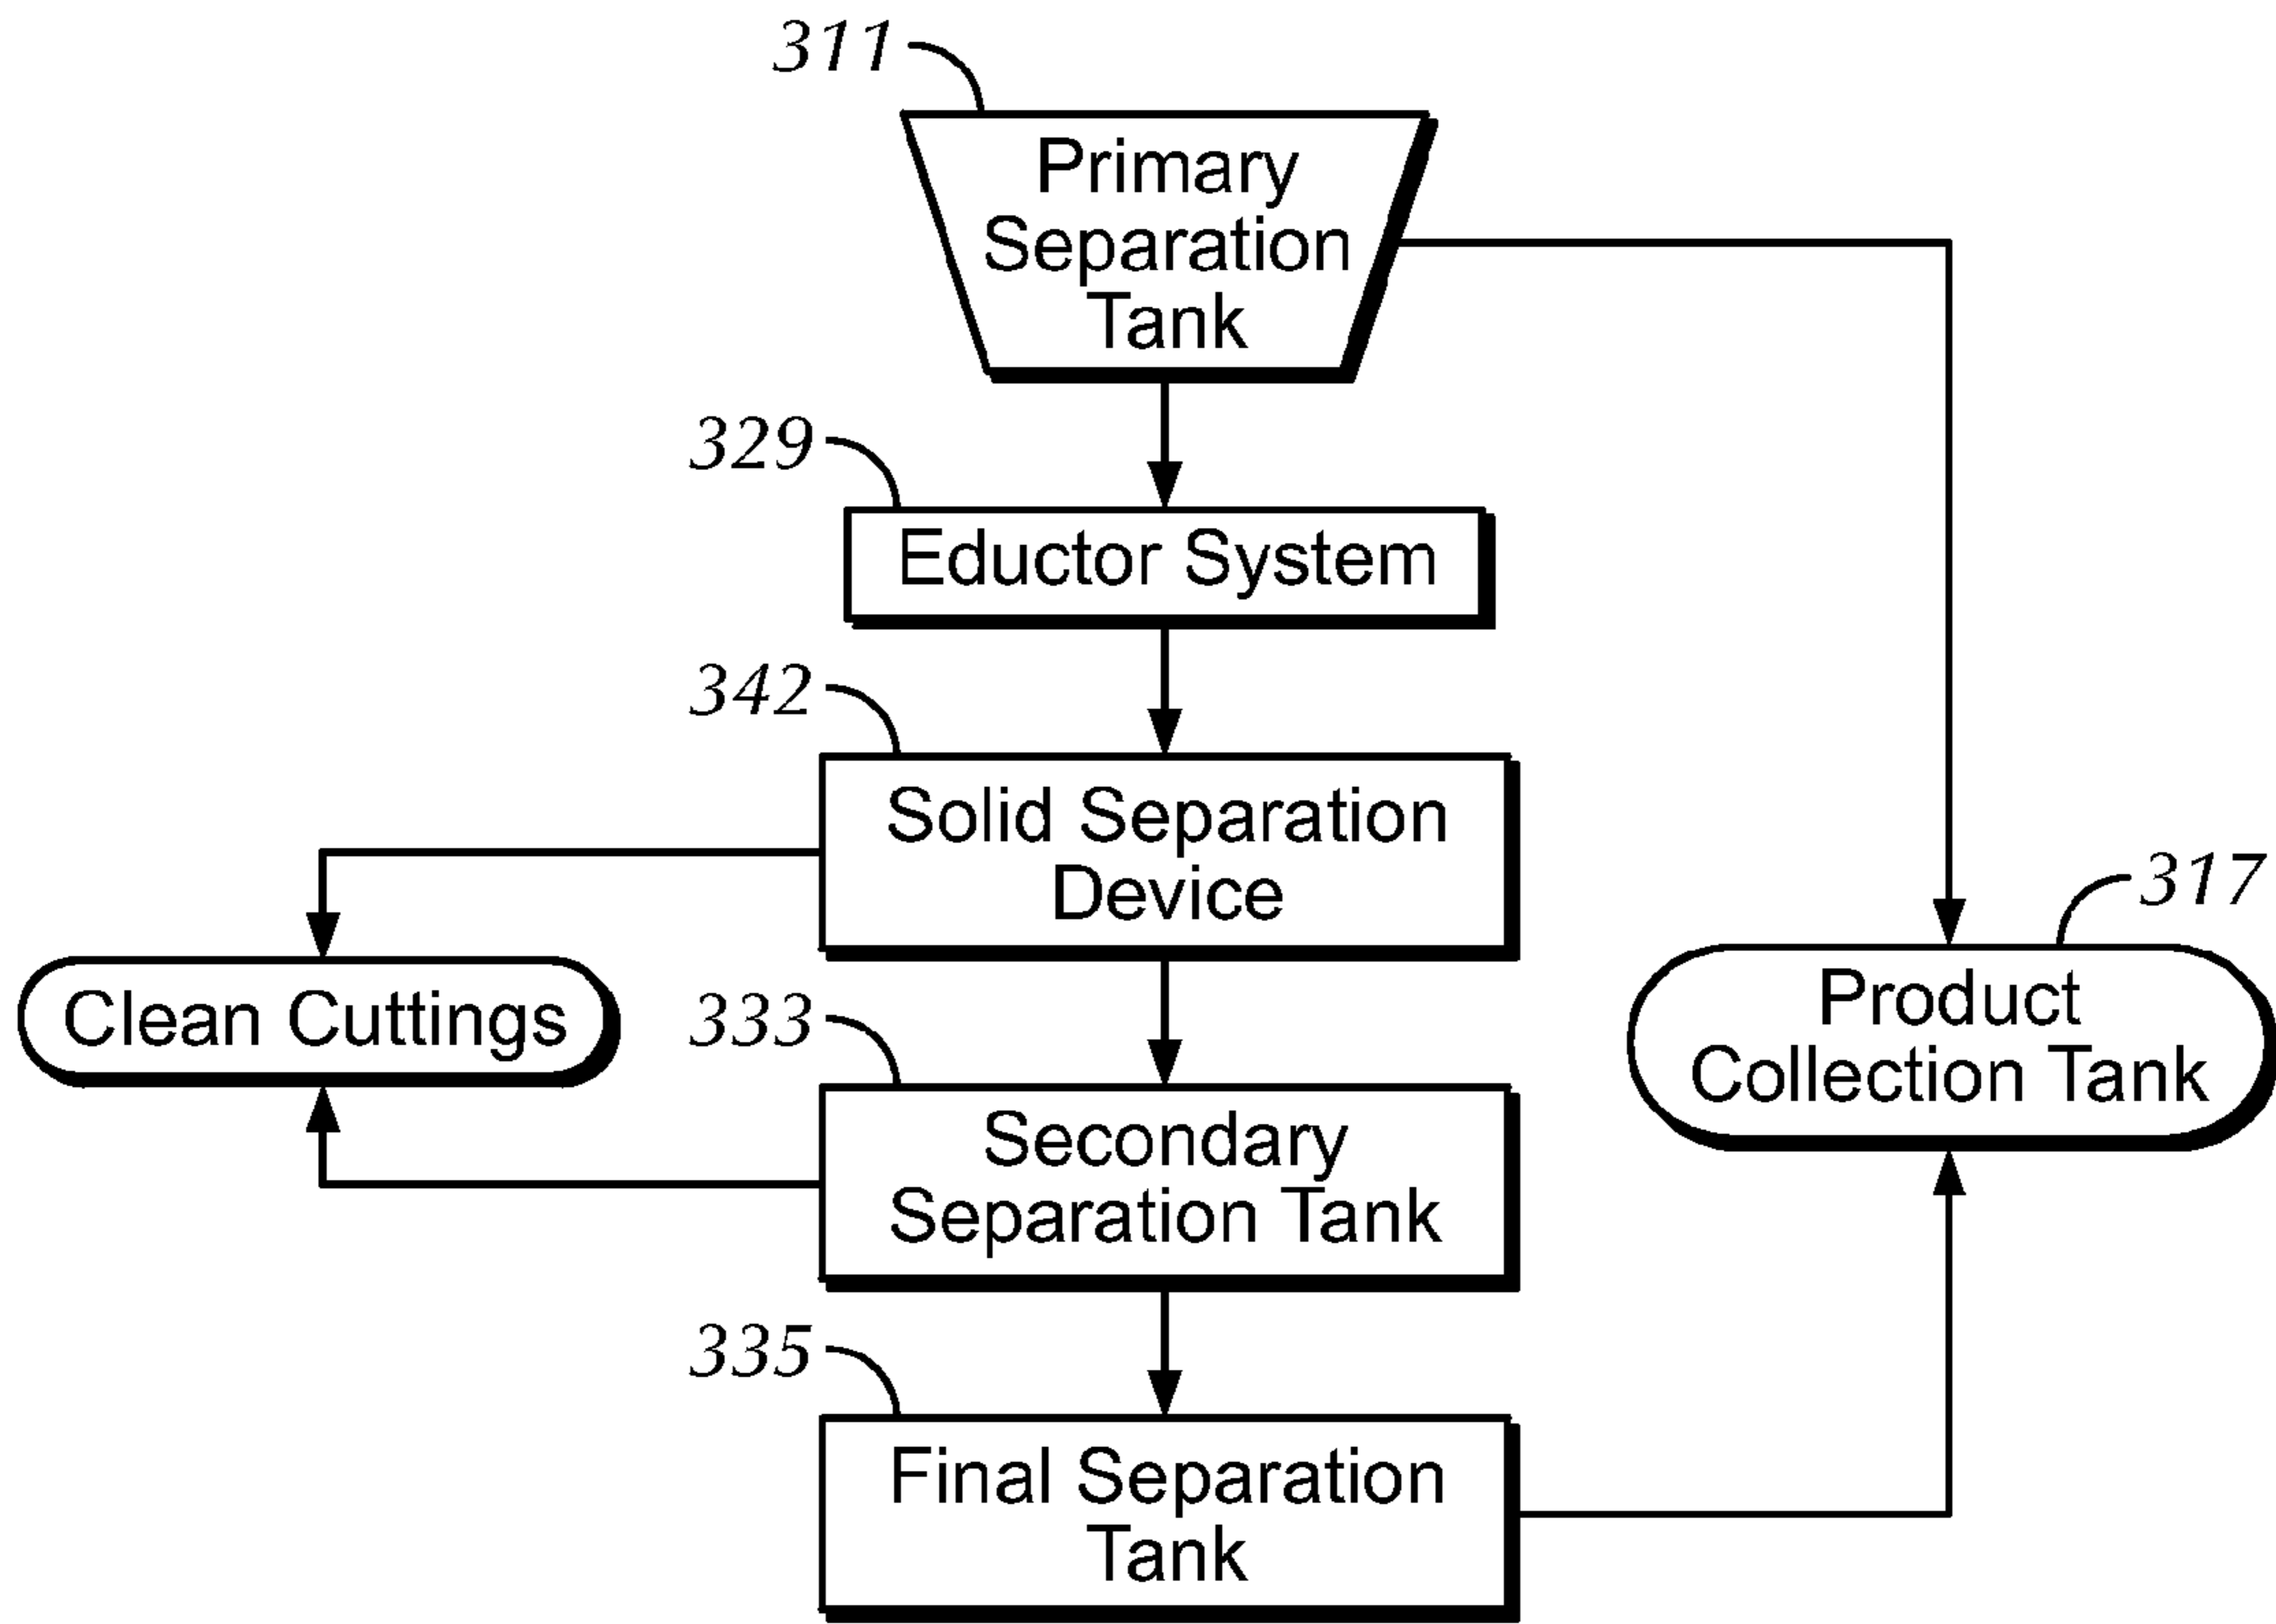 311
Primary
Separation
Tank
329
Eductor System
342
Solid Separation
Device
317
Product
Collection Tank
Clean Cuttings
333
Secondary
Separation Tank
335
Final Separation
Tank